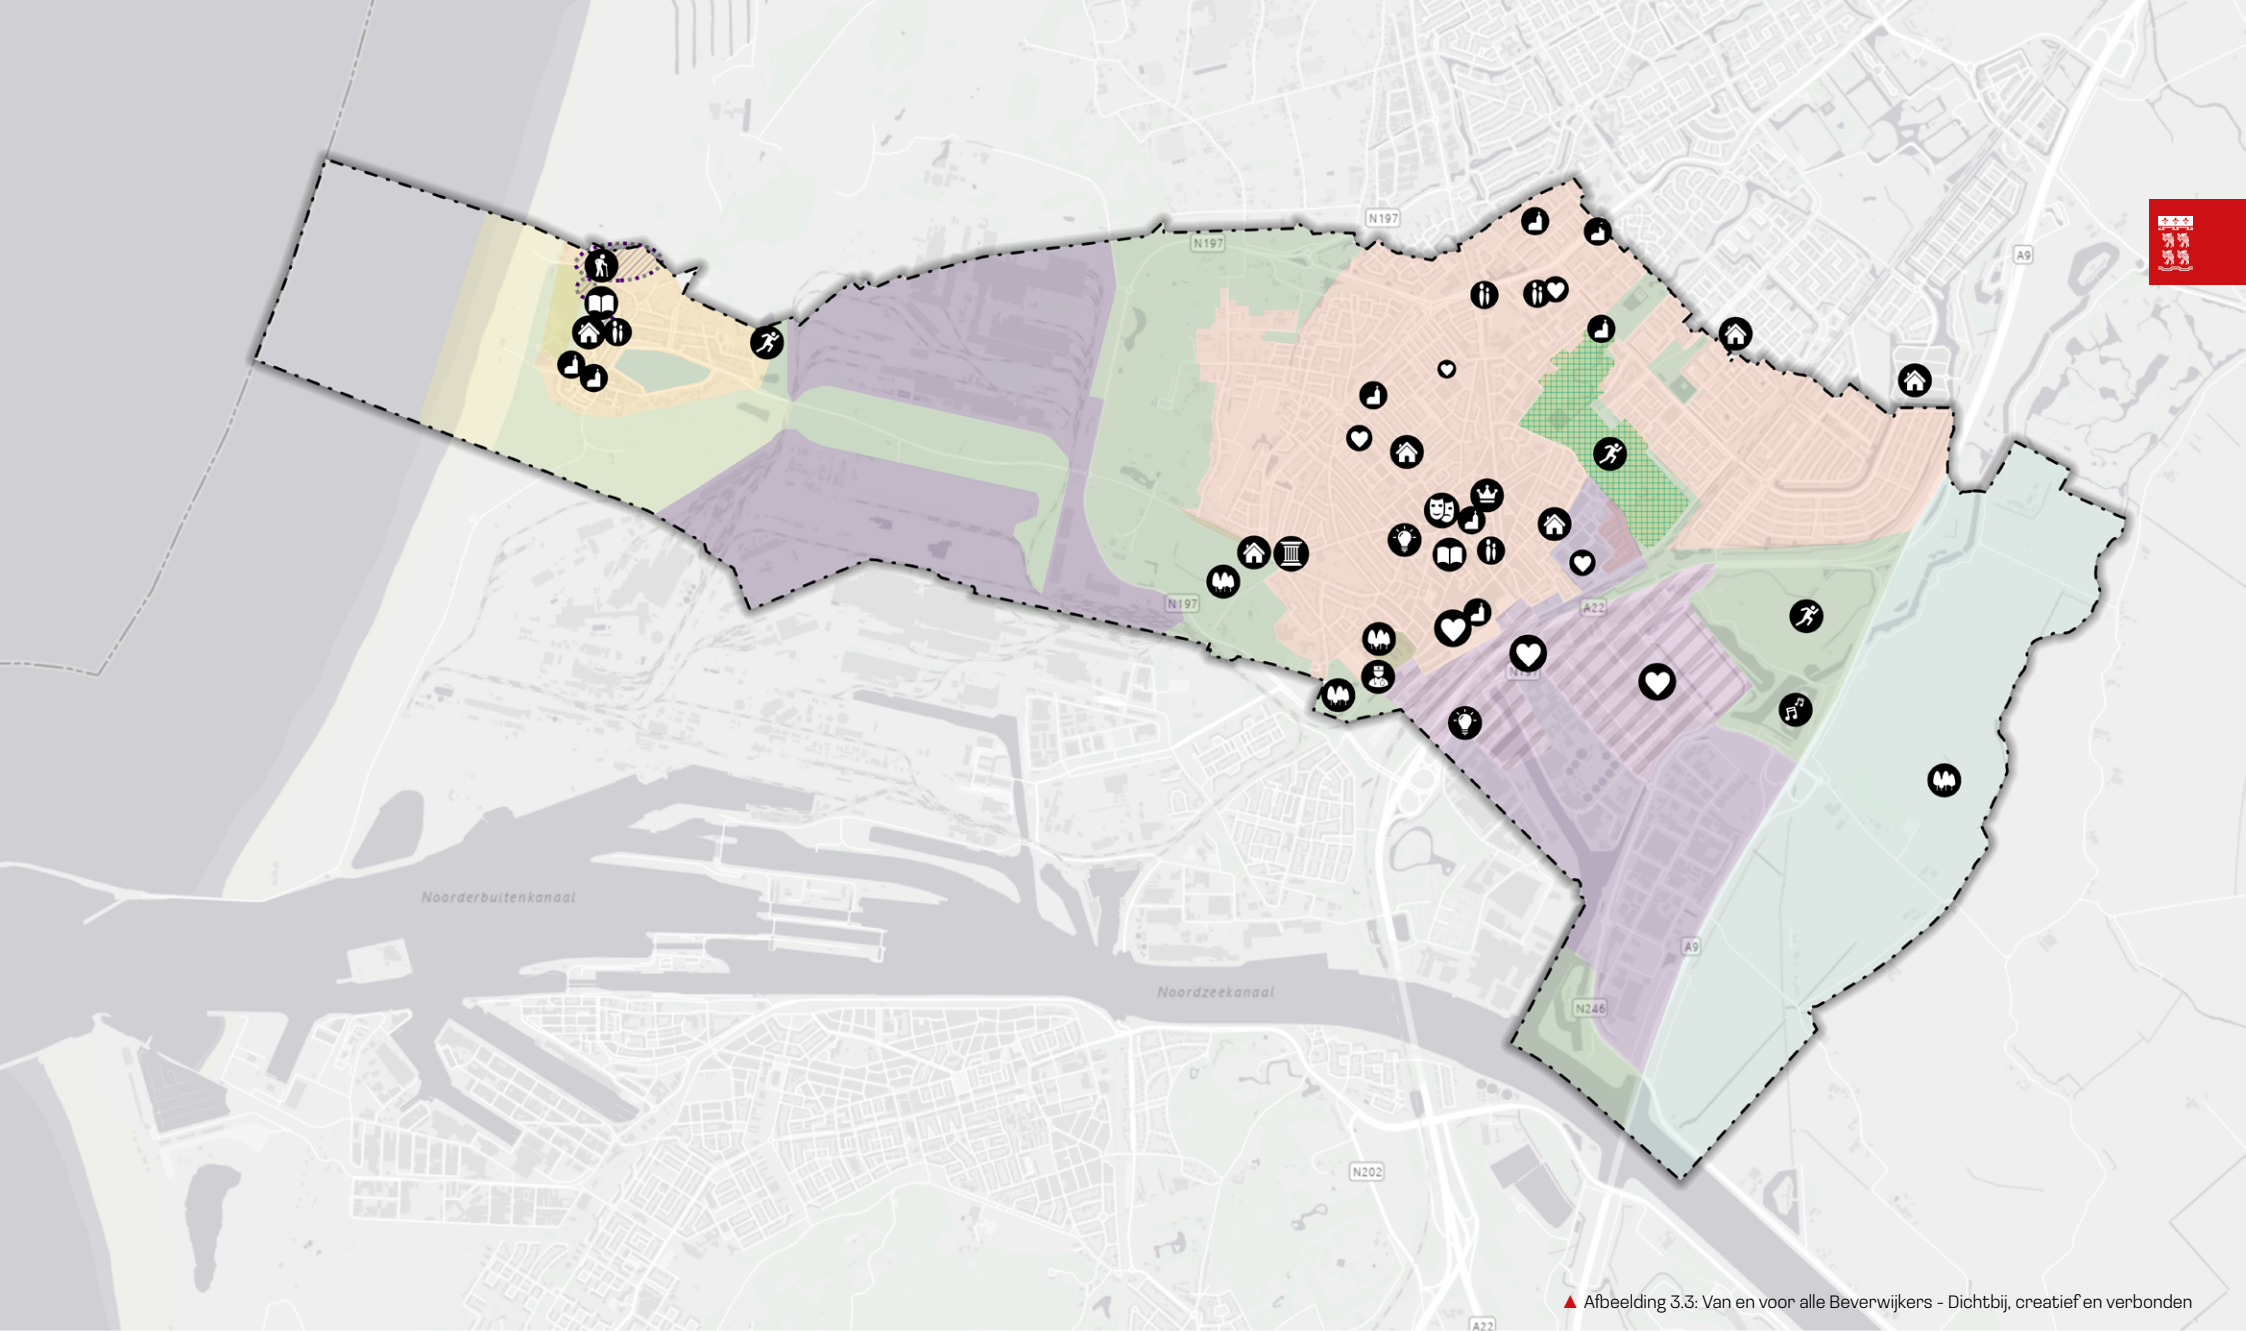 N197
N197
A9
N197
A22
N197
Noorderbuitenkanaal
A9
Noordzeekanaal
N246
N202
▲ Afbeelding 3.3: Van en voor alle Beverwijkers - Dichtbij, creatief en verbonden
A22